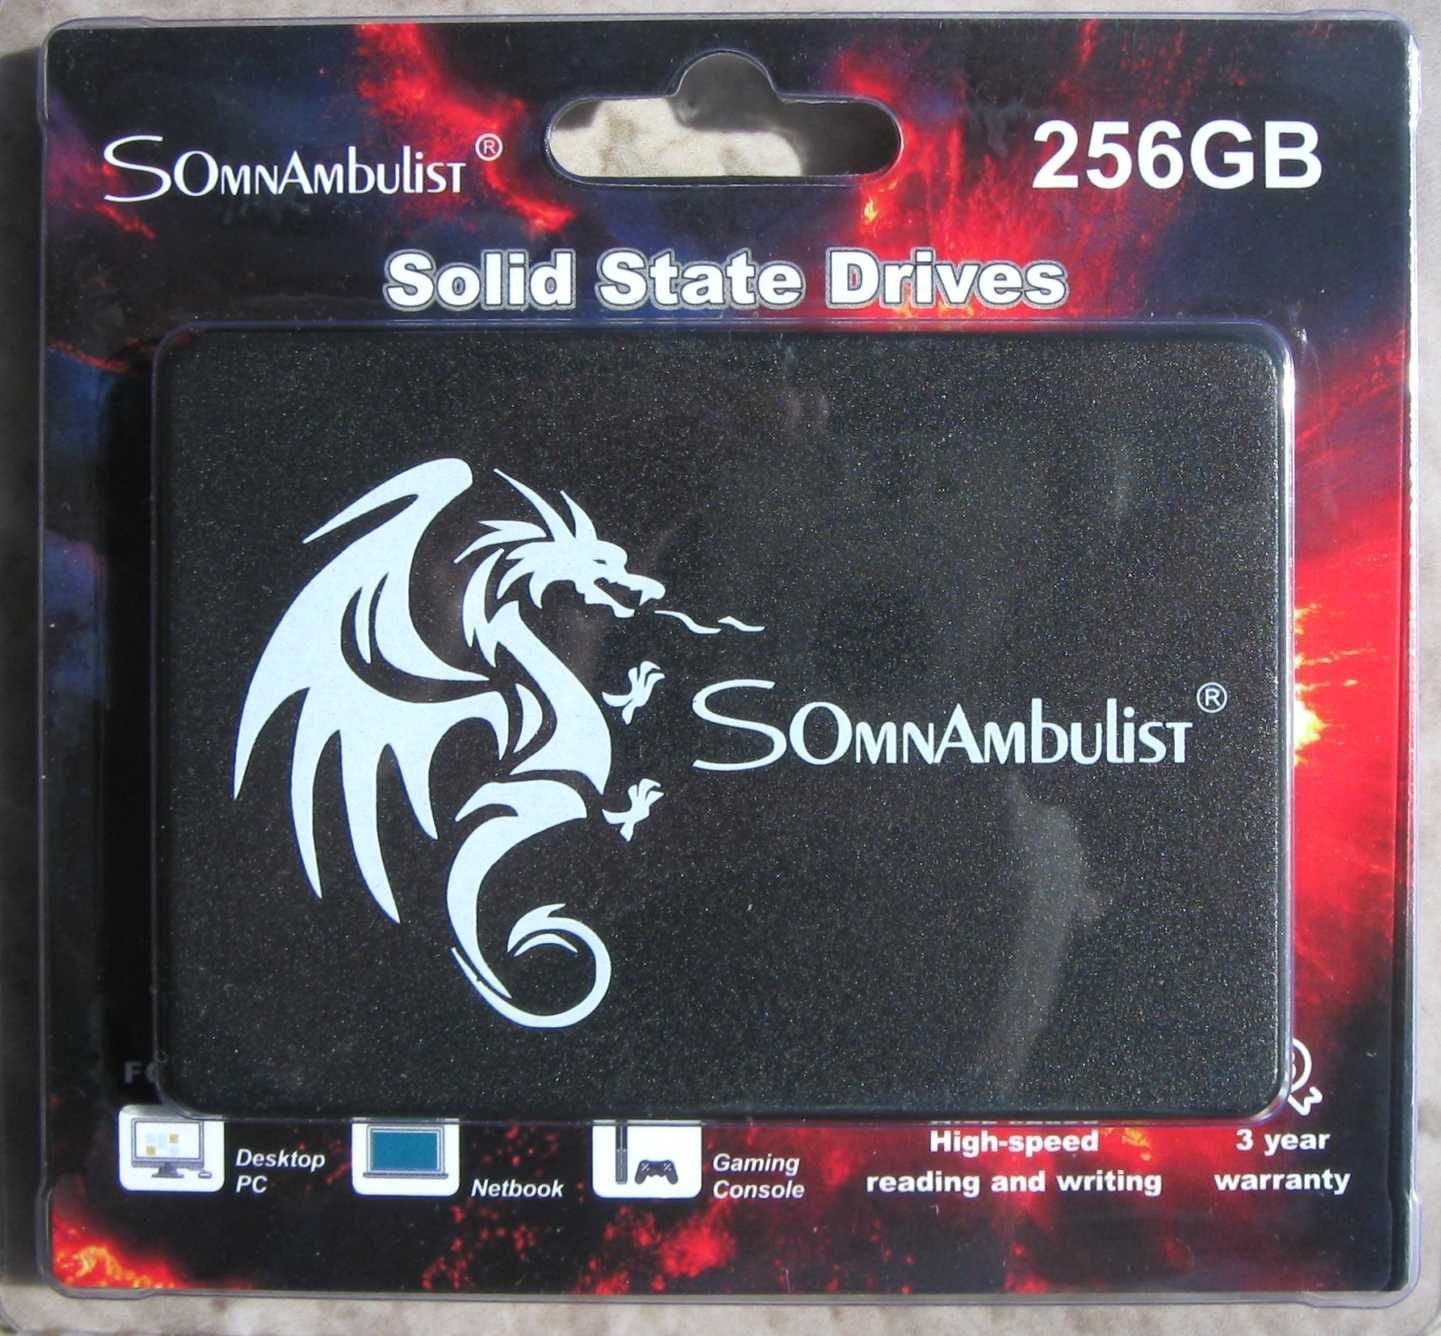 SOmnAmbulist ®
256GB
Solid State Drives
SOmnAmbulist ®
Desktop
PC
Netbook
Gaming
Console
High-speed
reading and writing
3 year
warranty